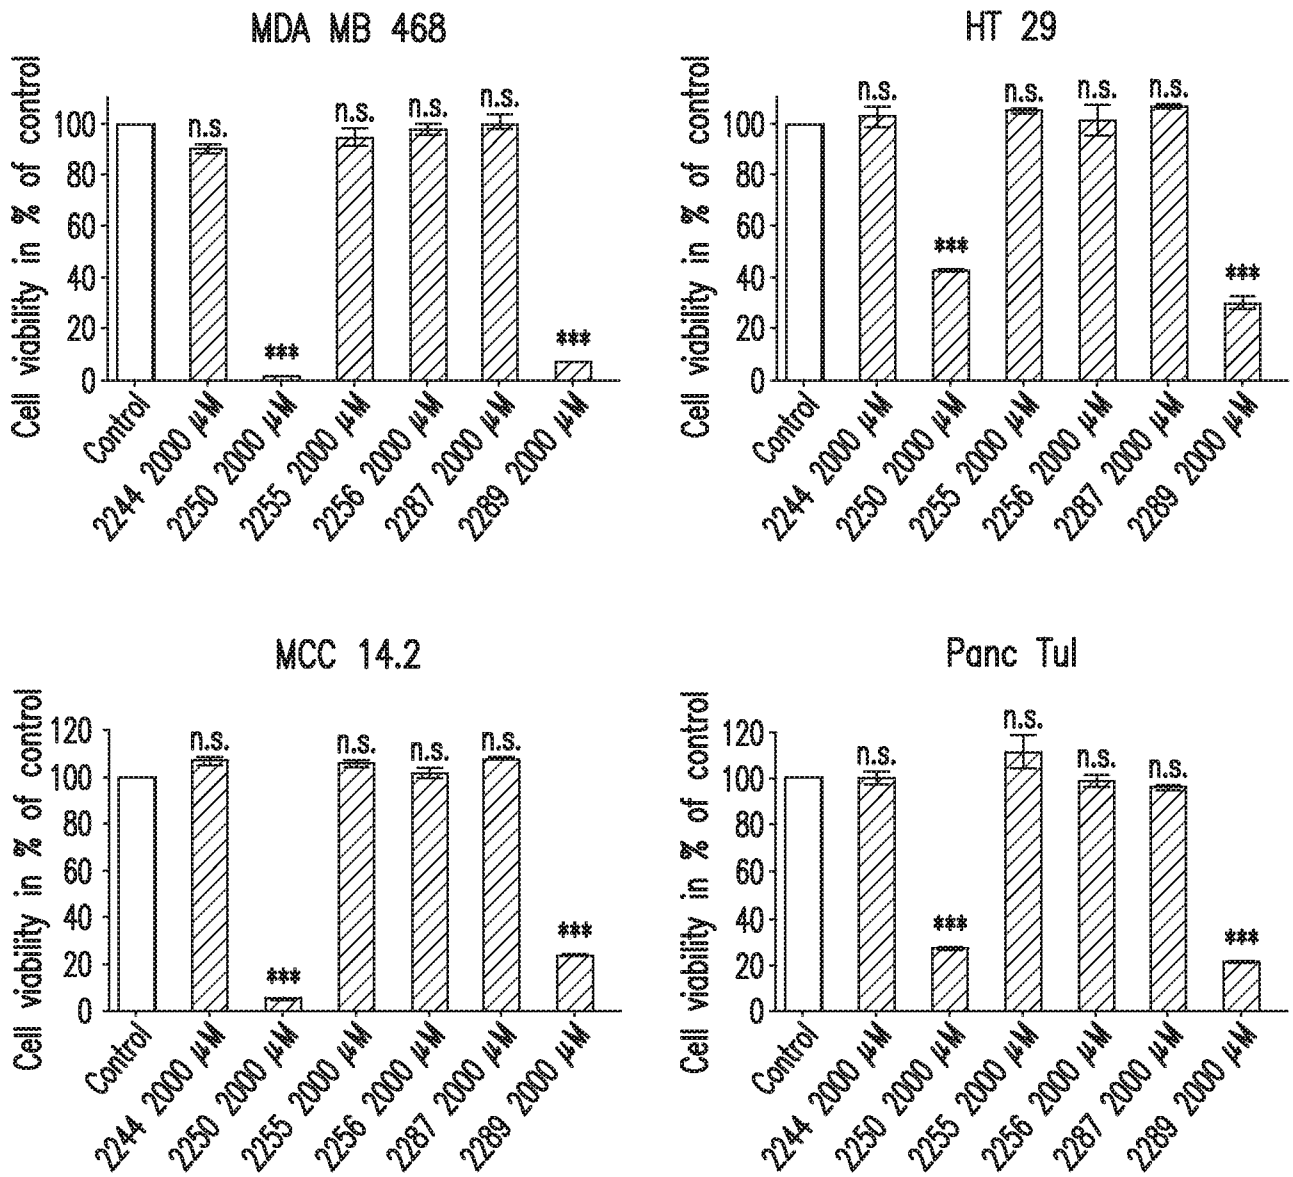 MDA MB 468
Cell viability in % of control
100
80
60
40
20
0
n.s.
***
n.s.
n.s.
n.s.
***
Control
2244 2000 µM
2250 2000 µM
2255 2000 µM
2256 2000 µM
2287 2000 µM
2289 2000 µM
HT 29
Cell viability in % of control
100
80
60
40
20
0
n.s.
***
n.s.
n.s.
n.s.
***
Control
2244 2000 µM
2250 2000 µM
2255 2000 µM
2256 2000 µM
2287 2000 µM
2289 2000 µM
MCC 14.2
Cell viability in % of control
120
100
80
60
40
20
0
n.s.
***
n.s.
n.s.
n.s.
***
Control
2244 2000 µM
2250 2000 µM
2255 2000 µM
2256 2000 µM
2287 2000 µM
2289 2000 µM
Panc Tul
Cell viability in % of control
120
100
80
60
40
20
0
n.s.
***
n.s.
n.s.
n.s.
***
Control
2244 2000 µM
2250 2000 µM
2255 2000 µM
2256 2000 µM
2287 2000 µM
2289 2000 µM